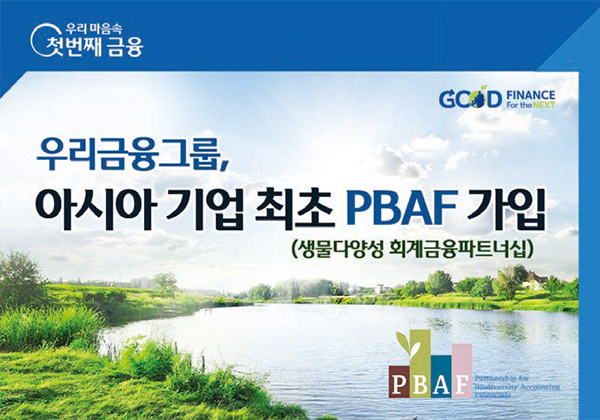 우리 마음속
첫번째 금융
GOOD FINANCE
For the NEXT
우리금융그룹,
아시아 기업 최초 PBAF 가입
(생물다양성 회계금융파트너십)
PBAF
Partnership for
Biodiversity Accounting
Financials